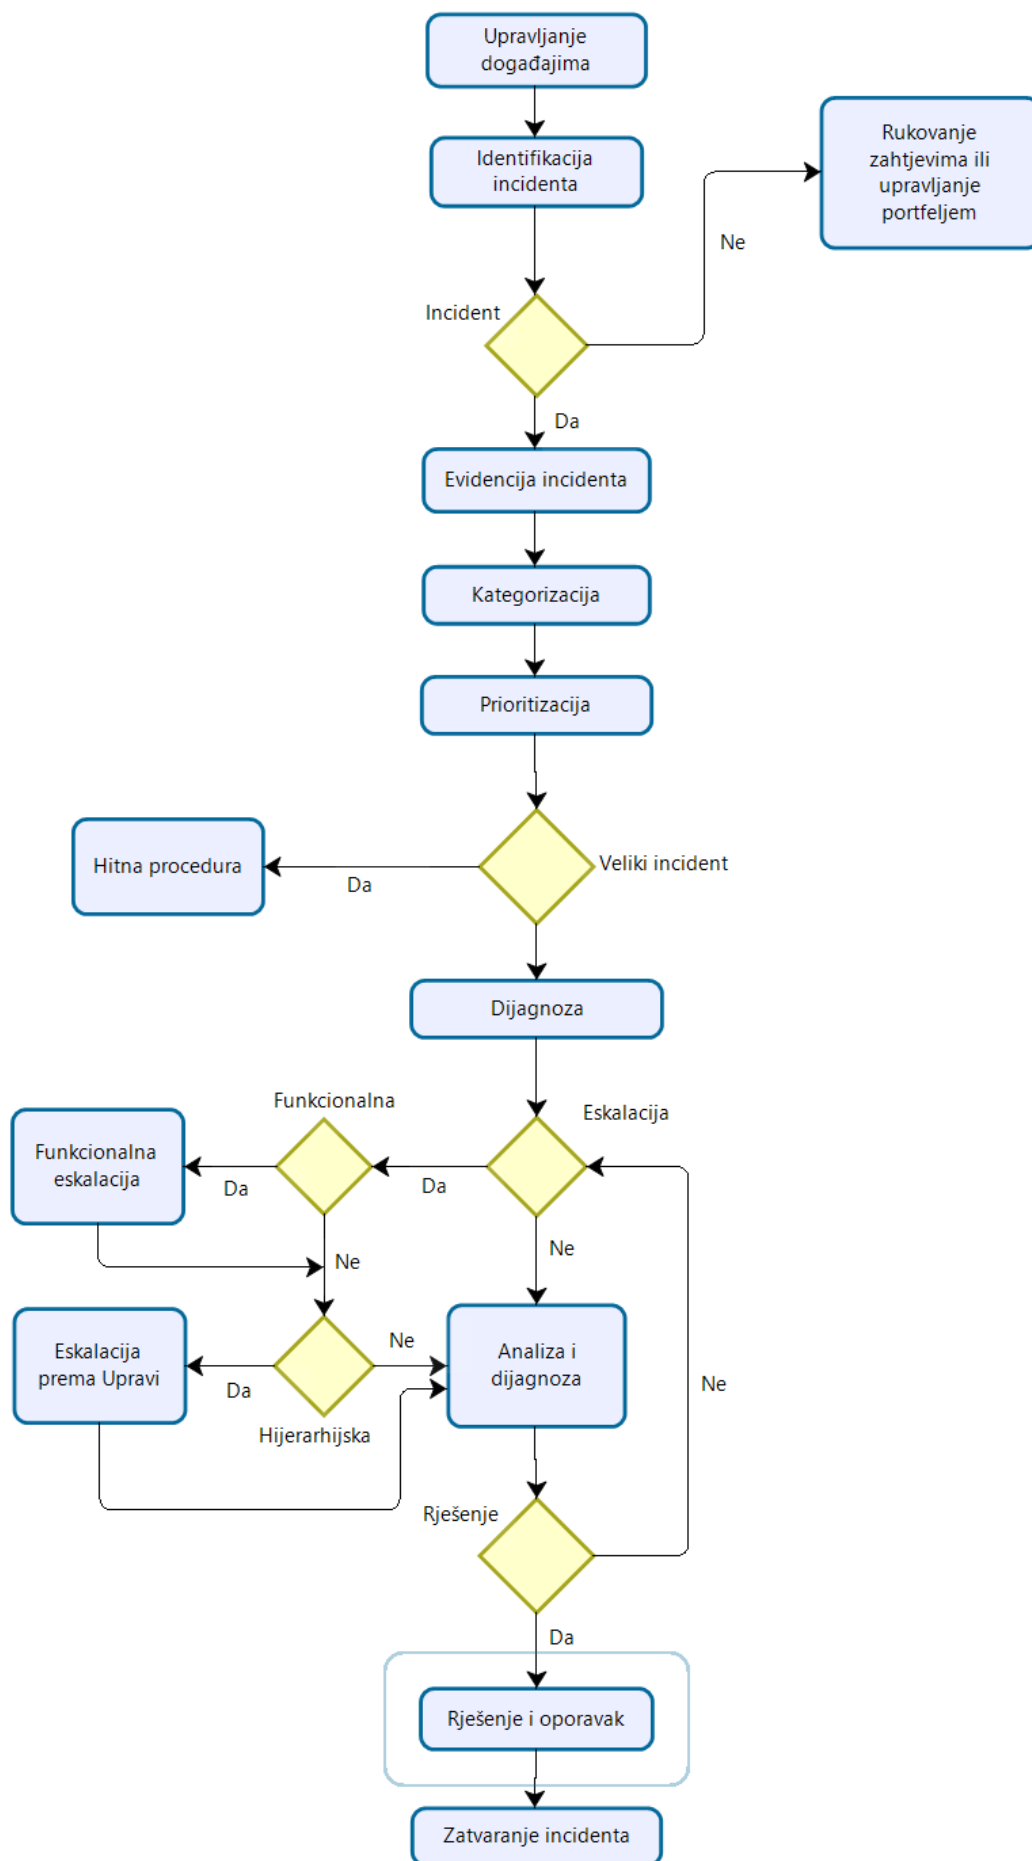 Upravljanje
događajima
Identifikacija
incidenta
Rukovanje
zahtjevima ili
upravljanje
portfeljem
Ne
Incident
Da
Evidencija incidenta
Kategorizacija
Prioritizacija
Hitna procedura
Da
Veliki incident
Dijagnoza
Funkcionalna
Eskalacija
Funkcionalna
eskalacija
Da
Da
Ne
Ne
Eskalacija
prema Upravi
Da
Ne
Hijerarhijska
Analiza i
dijagnoza
Ne
Rješenje
Da
Rješenje i oporavak
Zatvaranje incidenta